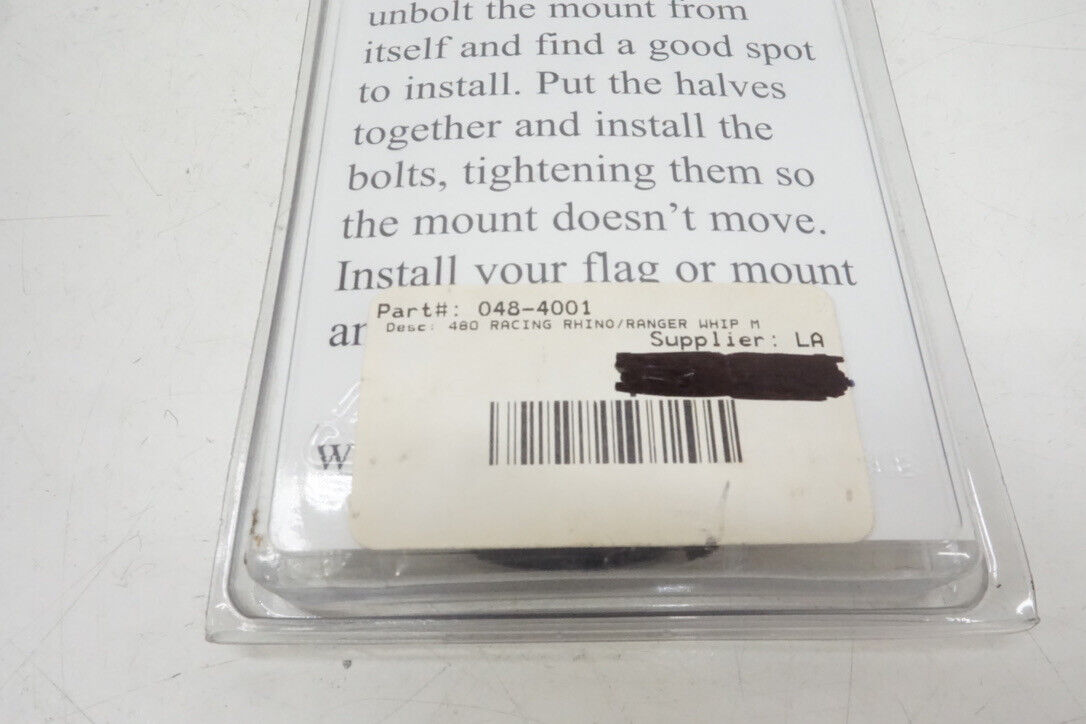 unbolt the mount from
itself and find a good spot
to install. Put the halves
together and install the
bolts, tightening them so
the mount doesn't move.
Install your flag or mount
Part#: 048-4001
Desc: 480 RACING RHINO/RANGER WHIP M
Supplier: LA